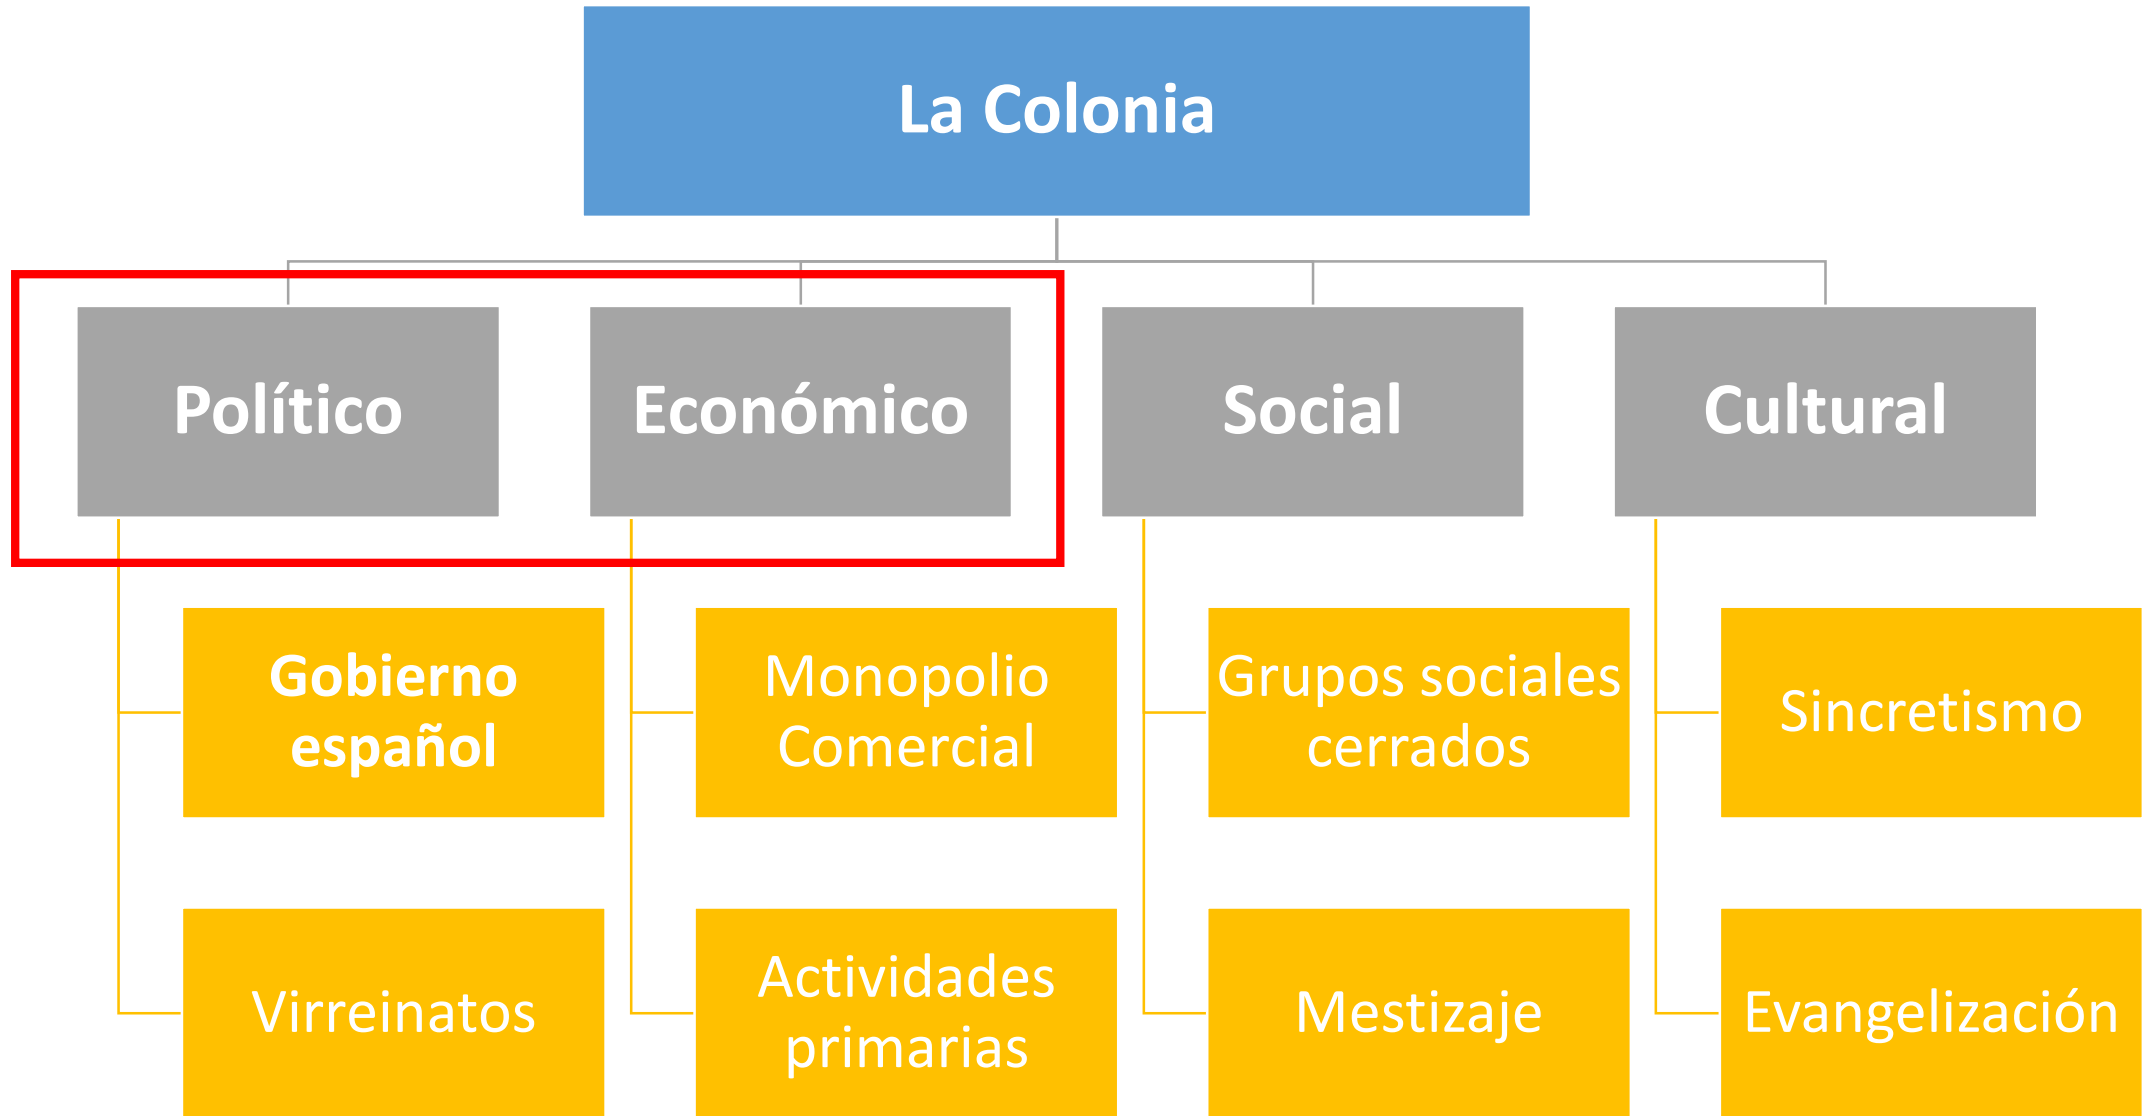 La Colonia
Político
Económico
Social
Cultural
Gobierno
español
Monopolio
Comercial
Grupos sociales
cerrados
Sincretismo
Virreinatos
Actividades
primarias
Mestizaje
Evangelización